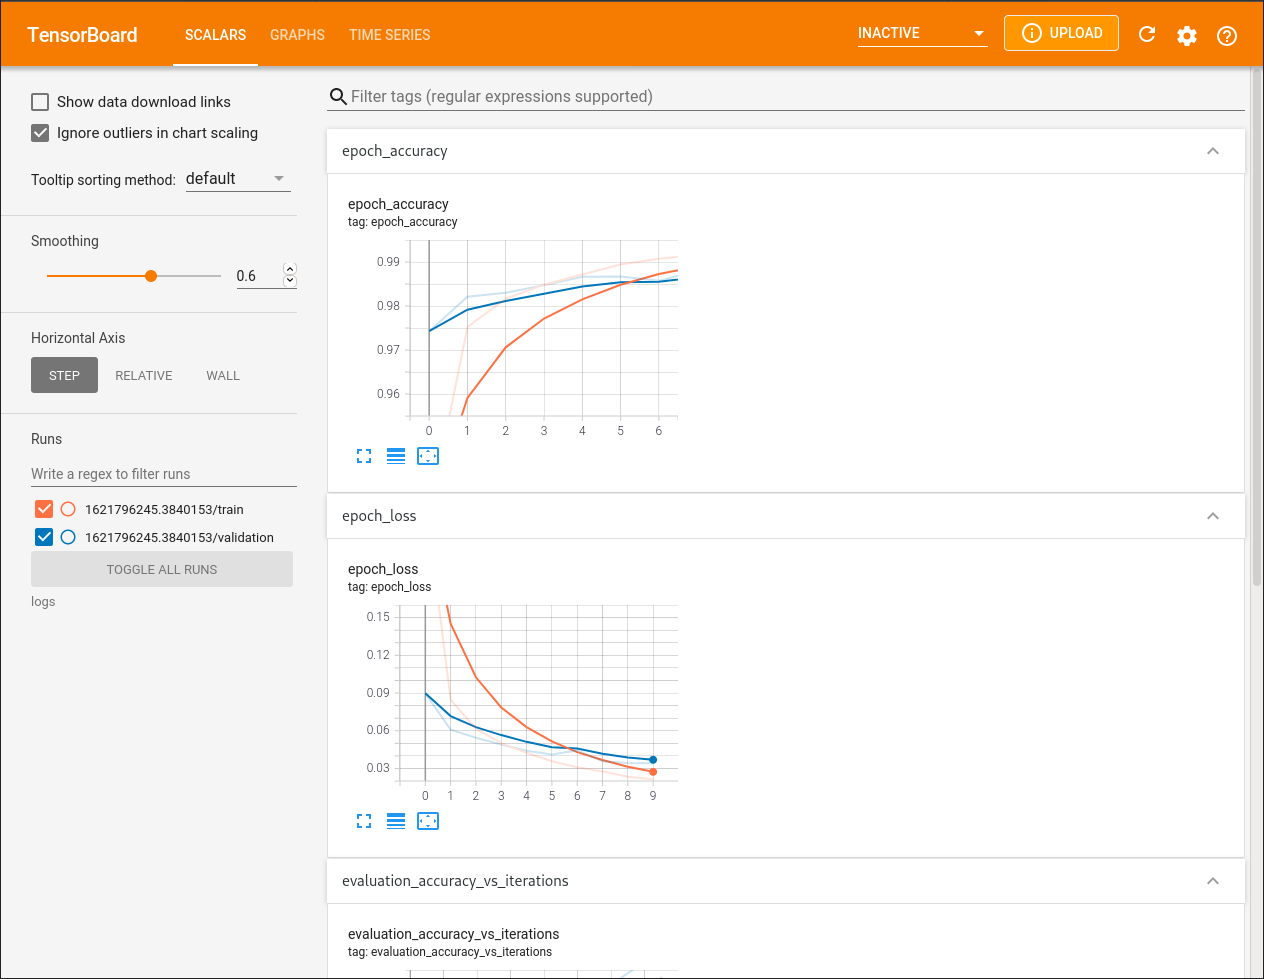 TensorBoard SCALARS GRAPHS TIME SERIES INACTIVE UPLOAD
Show data download links
Ignore outliers in chart scaling
Tooltip sorting method: default
Smoothing
0.6
Horizontal Axis
STEP RELATIVE WALL
Runs
Write a regex to filter runs
1621796245.3840153/train
1621796245.3840153/validation
TOGGLE ALL RUNS
logs
Filter tags (regular expressions supported)
epoch_accuracy
epoch_accuracy
tag: epoch_accuracy
0.99
0.98
0.97
0.96
0 1 2 3 4 5 6
epoch_loss
epoch_loss
tag: epoch_loss
0.15
0.12
0.09
0.06
0.03
0 1 2 3 4 5 6 7 8 9
evaluation_accuracy_vs_iterations
evaluation_accuracy_vs_iterations
tag: evaluation_accuracy_vs_iterations